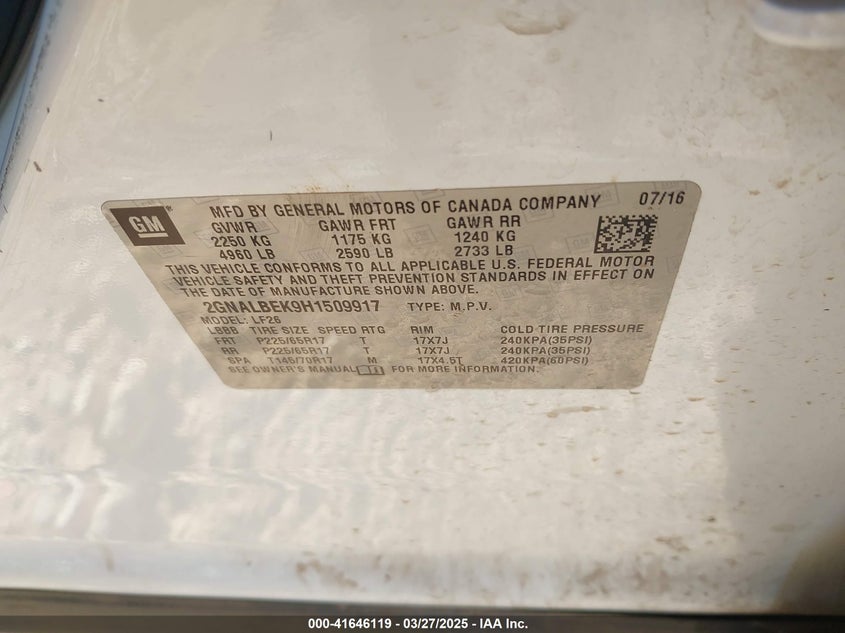 GM ®
MFD BY GENERAL MOTORS OF CANADA COMPANY 07/16
GVWR GAWR FRT GAWR RR
2250 KG 1175 KG 1240 KG
4960 LB 2590 LB 2733 LB
THIS VEHICLE CONFORMS TO ALL APPLICABLE U.S. FEDERAL MOTOR
VEHICLE SAFETY AND THEFT PREVENTION STANDARDS IN EFFECT ON
THE DATE OF MANUFACTURE SHOWN ABOVE.
2GNALBEK9H1509917 TYPE: M.P.V.
MODEL: LF26
LBBB TIRE SIZE SPEED RTG RIM COLD TIRE PRESSURE
FRT P225/65R17 T 17X7J 240KPA(35PSI)
RR P225/65R17 T 17X7J 240KPA(35PSI)
SPA T145/70R17 M 17X4.5T 420KPA(60PSI)
SEE OWNER'S MANUAL FOR MORE INFORMATION.
000-41646119 - 03/27/2025 - IAA Inc.